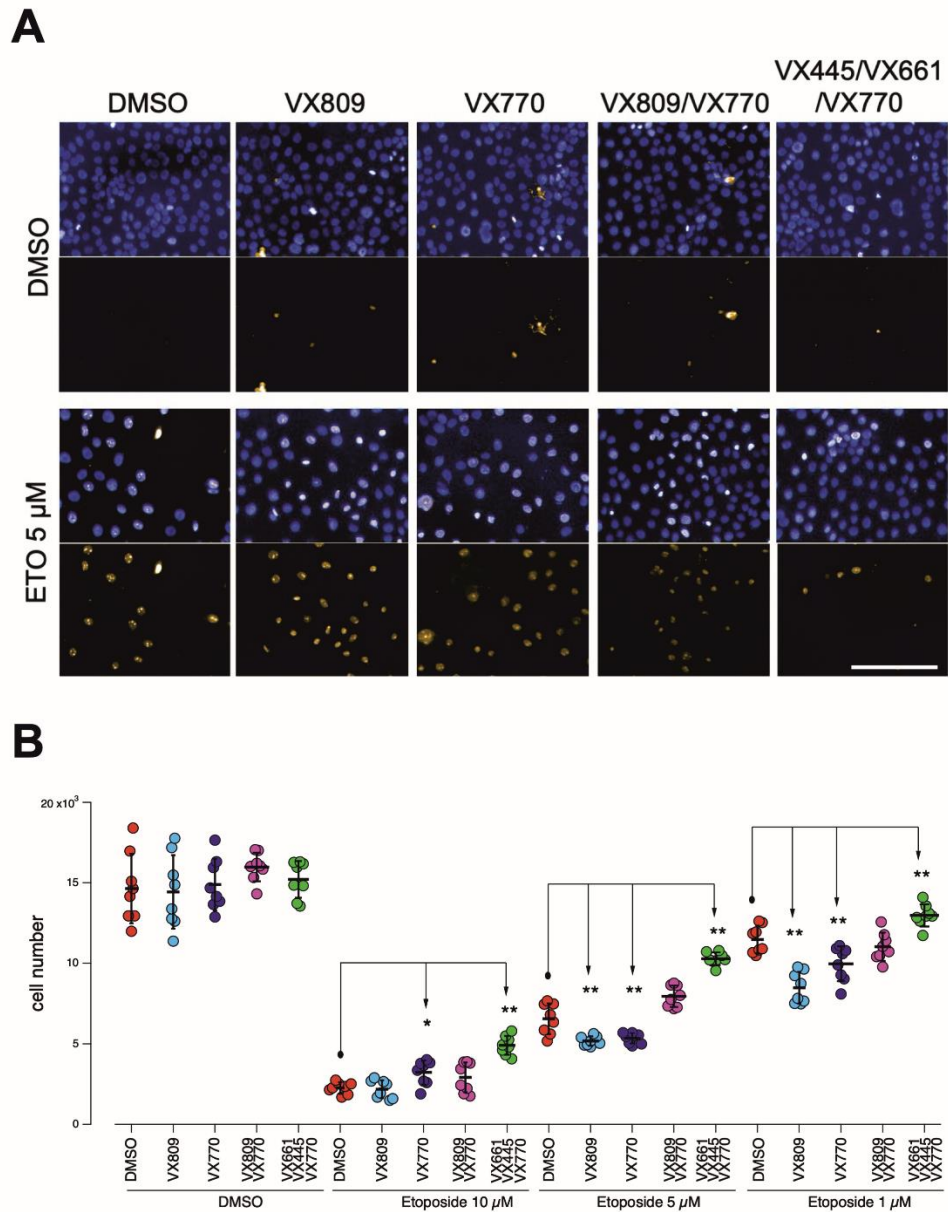 A
DMSO
VX809
VX770
VX809/VX770
VX445/VX661
/VX770
DMSO
ETO 5 µM
B
20 x10³
15
10
5
0
cell number
*
**
**
**
**
**
**
**
DMSO
VX809
VX770
VX809
VX770
VX661
VX445
VX770
DMSO
VX809
VX770
VX809
VX770
VX661
VX445
VX770
DMSO
VX809
VX770
VX809
VX770
VX661
VX445
VX770
DMSO
VX809
VX770
VX809
VX770
VX661
VX445
VX770
DMSO
Etoposide 10 µM
Etoposide 5 µM
Etoposide 1 µM